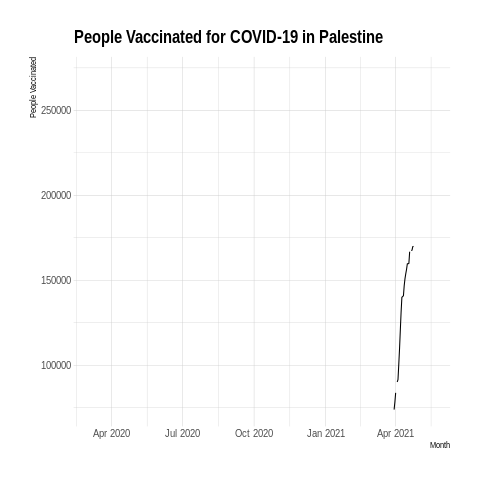 People Vaccinated for COVID-19 in Palestine
People Vaccinated
250000
200000
150000
100000
Apr 2020 Jul 2020 Oct 2020 Jan 2021 Apr 2021
Month